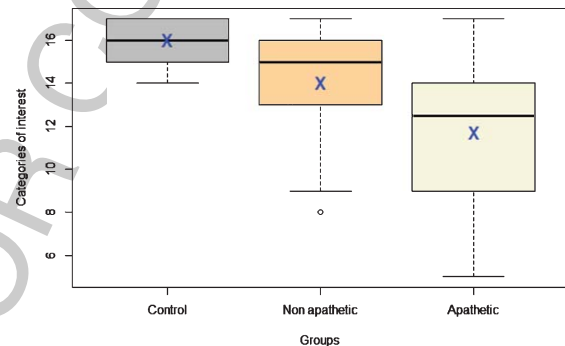 Categories of interest
16
14
12
10
8
6
X
X
X
Control
Non apathetic
Apathetic
Groups